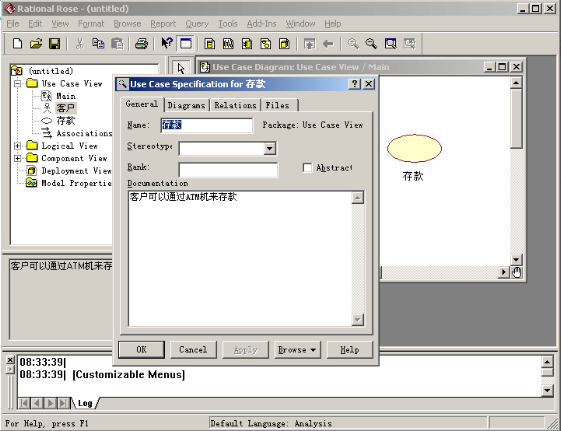 Rational Rose - (untitled)
File Edit View Format Browse Report Query Tools Add-Ins Window Help
(untitled)
Use Case View
Main
客户
存款
Associations
Logical View
Component View
Deployment View
Model Properties
客户可以通过ATM机来存
Use Case Diagram: Use Case View / Main
存款
Use Case Specification for 存款
General Diagrams Relations Files
Name: 存款 Package: Use Case View
Stereotype
Rank: Abstract
Documentation
客户可以通过ATM机来存款
OK Cancel Apply Browse Help
08:33:39|
08:33:39| [Customizable Menus]
Log
For Help, press F1 Default Language: Analysis